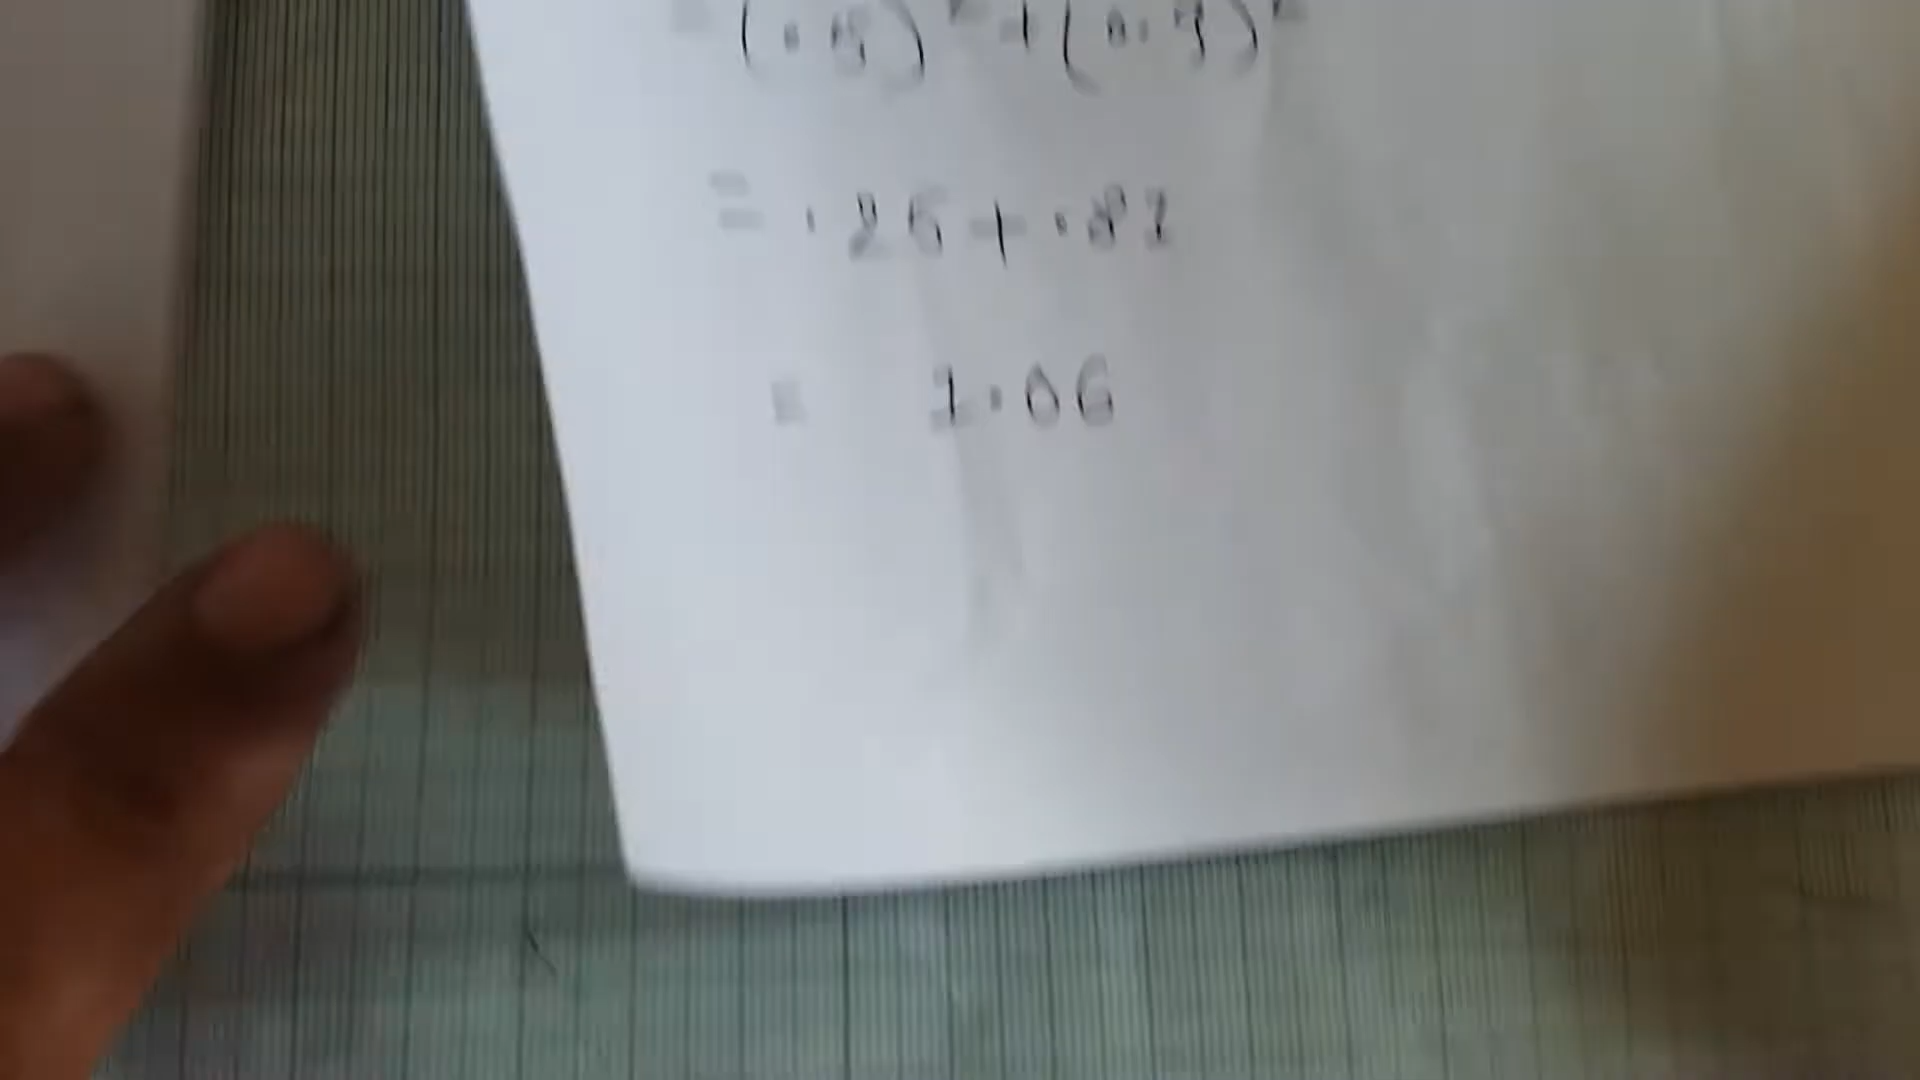 = (.5)² + (0.9)²
= .25 + .81
= 1.06